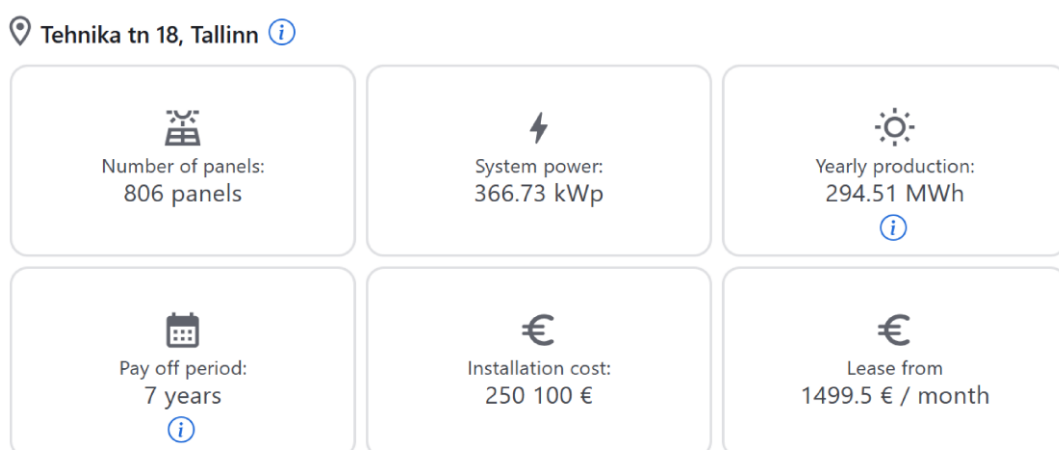 Tehnika tn 18, Tallinn
Number of panels:
806 panels
System power:
366.73 kWp
Yearly production:
294.51 MWh
Pay off period:
7 years
Installation cost:
250 100 €
Lease from
1499.5 € / month